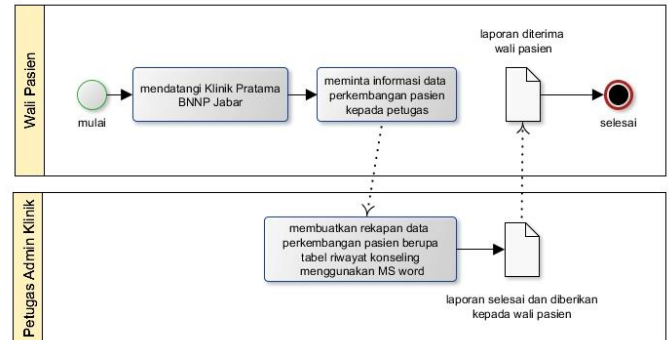 Wali Pasien
mulai
mendatangi Klinik Pratama
BNNP Jabar
meminta informasi data
perkembangan pasien
kepada petugas
laporan diterima
wali pasien
selesai
Petugas Admin Klinik
membuatkan rekapan data
perkembangan pasien berupa
tabel riwayat konseling
menggunakan MS word
laporan selesai dan diberikan
kepada wali pasien